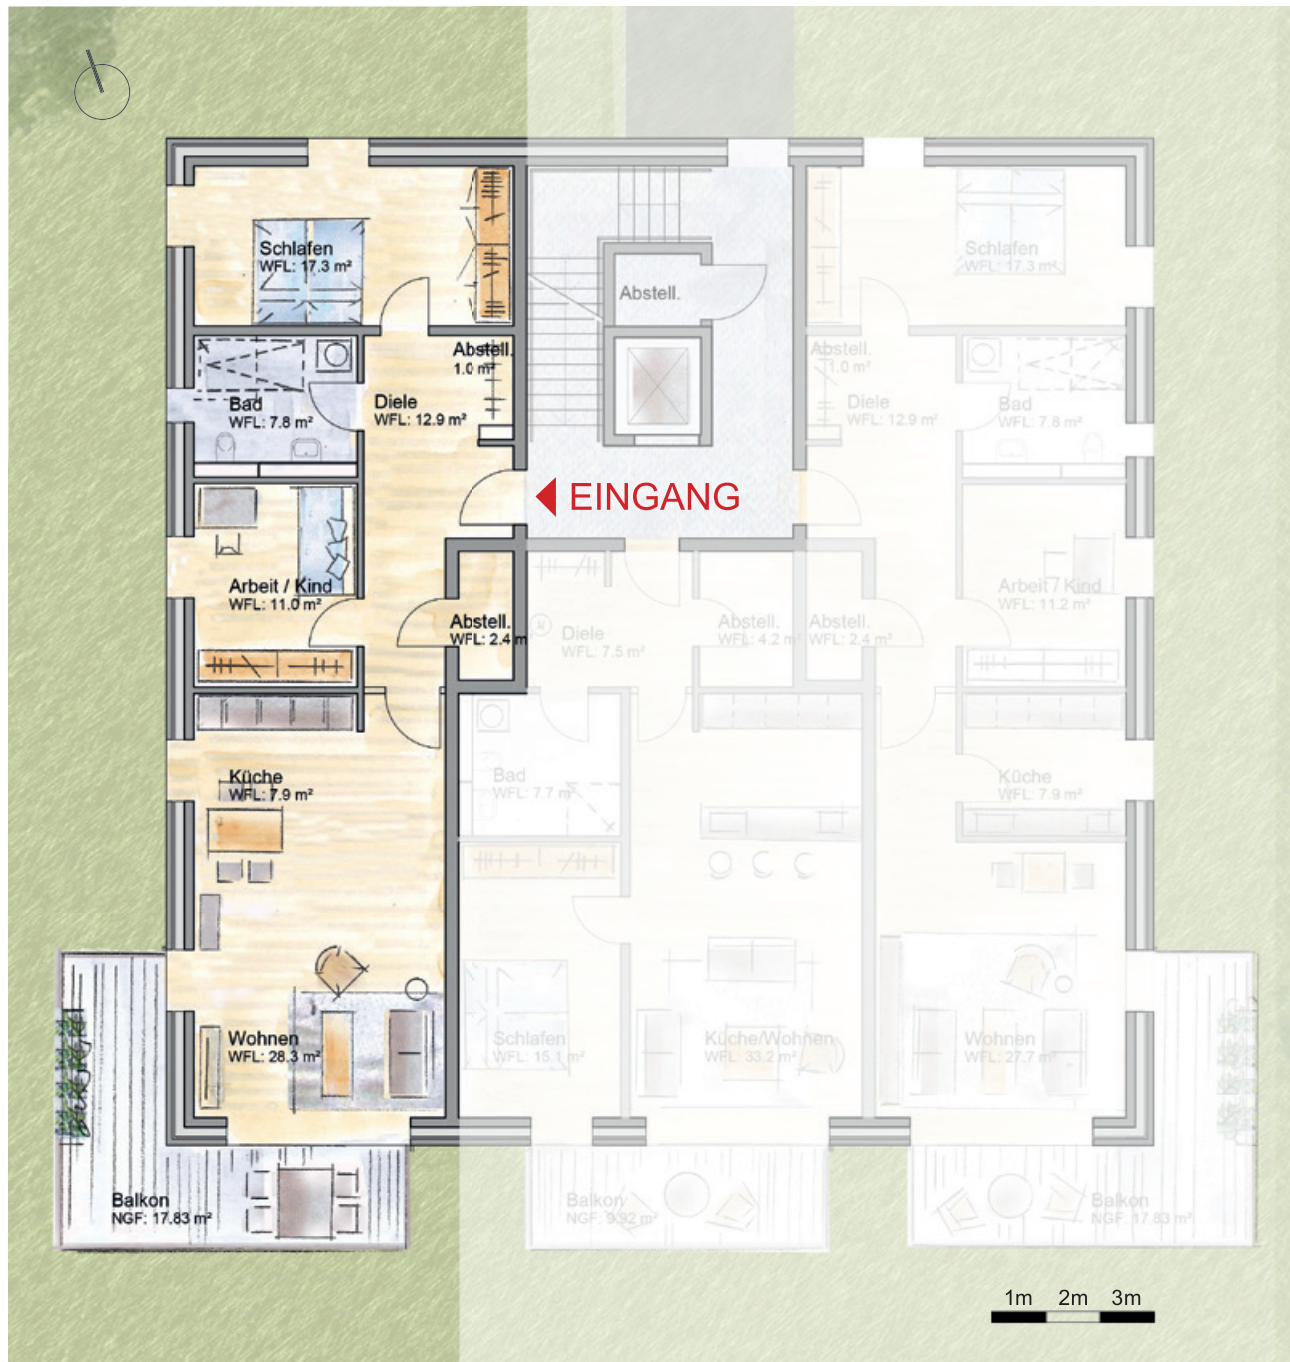 Schlafen
WFL: 17.3 m²
Abstell.
Schlafen
WFL: 17.3 m²
Abstell.
1.0 m²
Abstell.
1.0 m²
Bad
WFL: 7.8 m²
Diele
WFL: 12.9 m²
Diele
WFL: 12.9 m²
Bad
WFL: 7.8 m²
EINGANG
Arbeit / Kind
WFL: 11.0 m²
Abstell.
WFL: 2.4 m
Diele
WFL: 7.5 m²
Abstell.
WFL: 4.2 m²
Abstell.
WFL: 2.4 m²
Arbeit / Kind
WFL: 11.2 m²
Küche
WFL: 7.9 m²
Bad
WFL: 7.7 m²
Küche
WFL: 7.9 m²
Wohnen
WFL: 28.3 m²
Schlafen
WFL: 15.1 m²
Küche/Wohnen
WFL: 33.2 m²
Wohnen
WFL: 27.7 m²
Balkon
NGF: 17.83 m²
Balkon
NGF: 9.92 m²
Balkon
NGF: 17.83 m²
1m 2m 3m